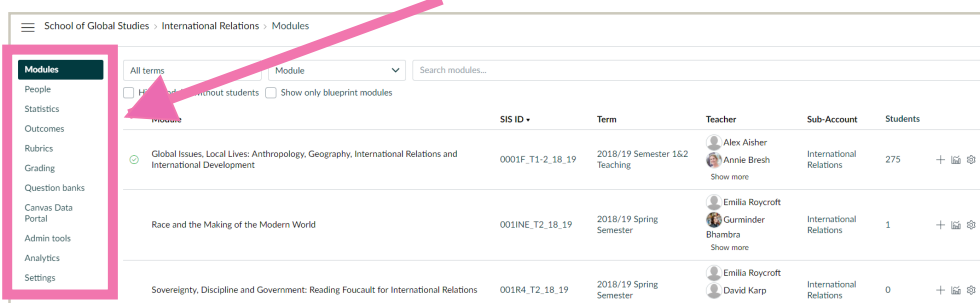 School of Global Studies > International Relations > Modules
Modules
People
Statistics
Outcomes
Rubrics
Grading
Question banks
Canvas Data
Portal
Admin tools
Analytics
Settings
All terms
Module
Search modules...
without students
Show only blueprint modules
Module SIS ID Term Teacher Sub-Account Students
Global Issues, Local Lives: Anthropology, Geography, International Relations and
International Development
0001F_T1-2_18_19
2018/19 Semester 1&2
Teaching
Alex Aisher
Annie Bresh
Show more
International
Relations
275
Race and the Making of the Modern World
001INE_T2_18_19
2018/19 Spring
Semester
Emilia Roycroft
Gurminder
Bhambra
Show more
International
Relations
1
Sovereignty, Discipline and Government: Reading Foucault for International Relations
001R4_T2_18_19
2018/19 Spring
Semester
Emilia Roycroft
David Karp
International
Relations
0